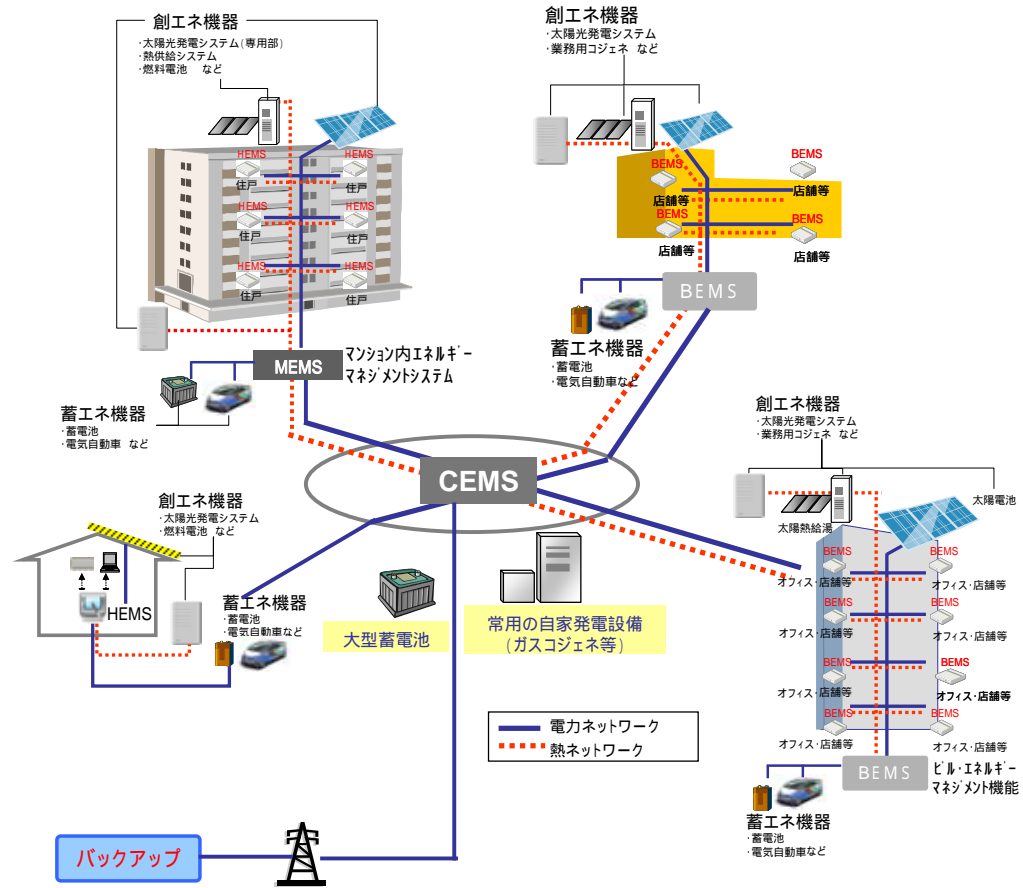 創エネ機器
・太陽光発電システム(専用部)
・熱供給システム
・燃料電池 など
HEMS
HEMS
住戸
住戸
HEMS
HEMS
住戸
住戸
HEMS
HEMS
住戸
住戸
MEMS
マンション内エネルギー
マネジメントシステム
蓄エネ機器
・蓄電池
・電気自動車 など
創エネ機器
・太陽光発電システム
・業務用コジェネ など
BEMS
BEMS
店舗等
店舗等
BEMS
BEMS
店舗等
店舗等
BEMS
蓄エネ機器
・蓄電池
・電気自動車など
CEMS
創エネ機器
・太陽光発電システム
・燃料電池 など
HEMS
蓄エネ機器
・蓄電池
・電気自動車など
大型蓄電池
常用の自家発電設備
(ガスコジェネ等)
創エネ機器
・太陽光発電システム
・業務用コジェネ など
太陽電池
太陽熱給湯
BEMS
BEMS
オフィス・店舗等
オフィス・店舗等
BEMS
BEMS
オフィス・店舗等
オフィス・店舗等
BEMS
BEMS
オフィス・店舗等
オフィス・店舗等
BEMS
BEMS
オフィス・店舗等
オフィス・店舗等
BEMS
ビル・エネルギー
マネジメント機能
蓄エネ機器
・蓄電池
・電気自動車など
電力ネットワーク
熱ネットワーク
バックアップ